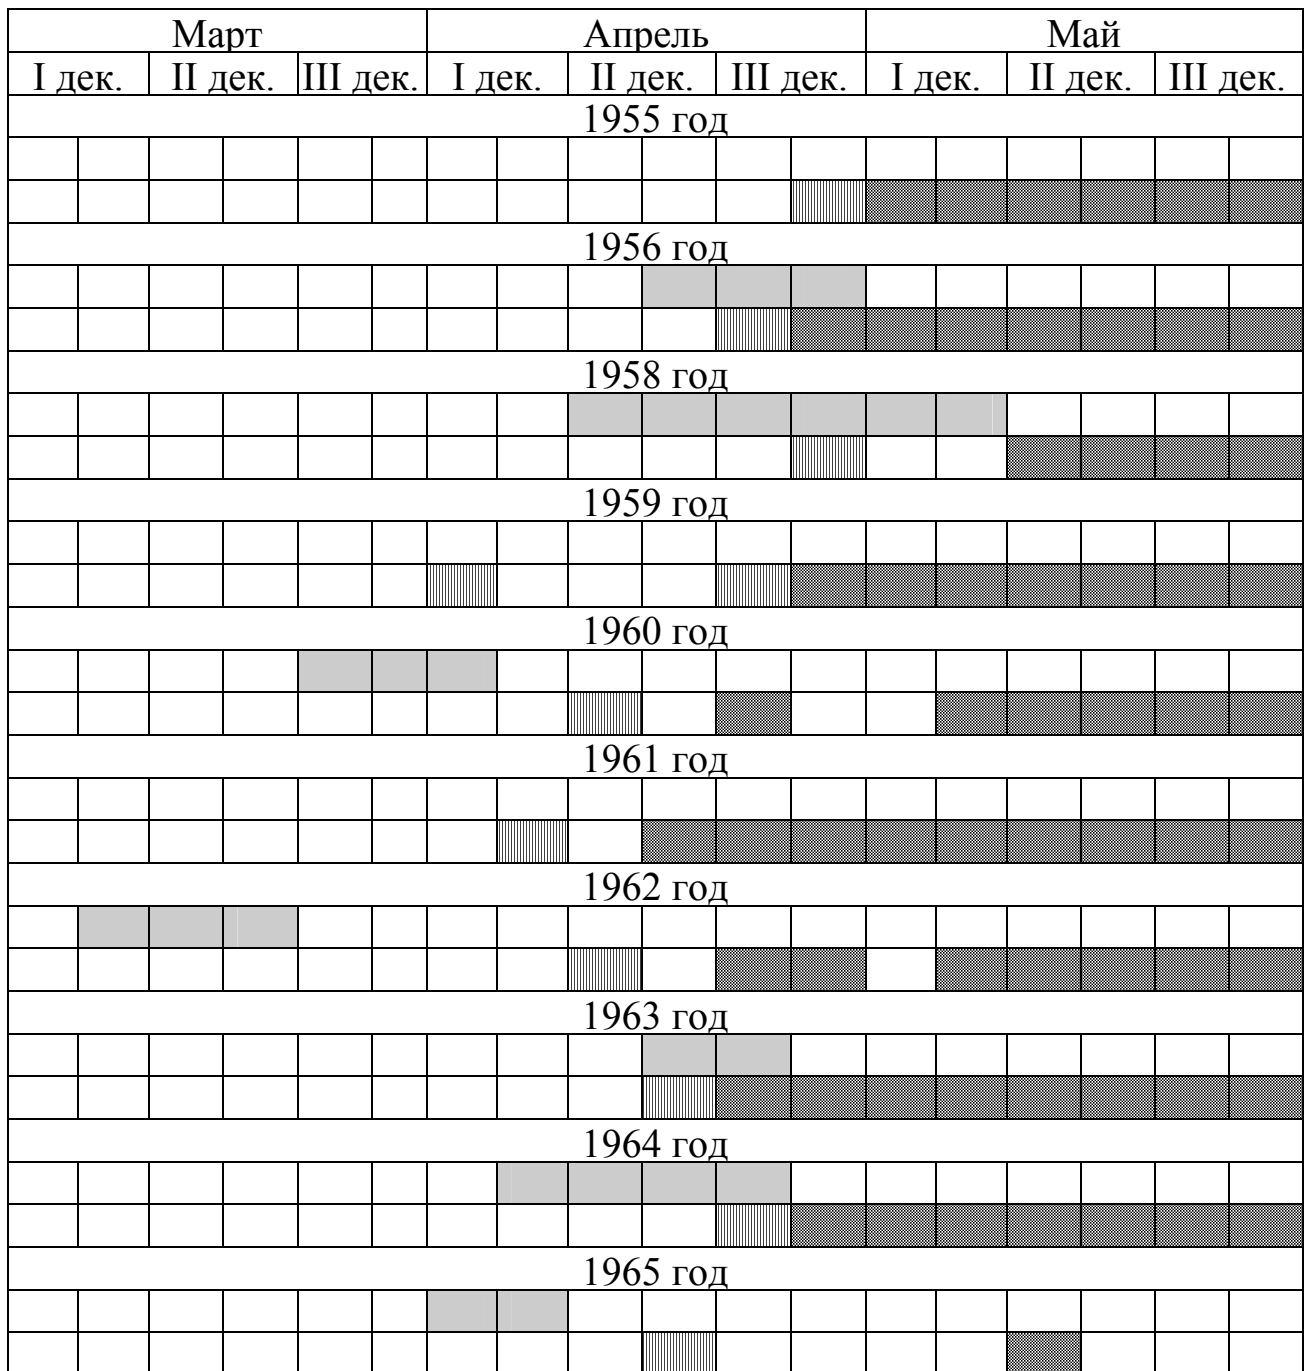 Март Апрель Май
I дек. II дек. III дек. I дек. II дек. III дек. I дек. II дек. III дек.
1955 год
1956 год
1958 год
1959 год
1960 год
1961 год
1962 год
1963 год
1964 год
1965 год